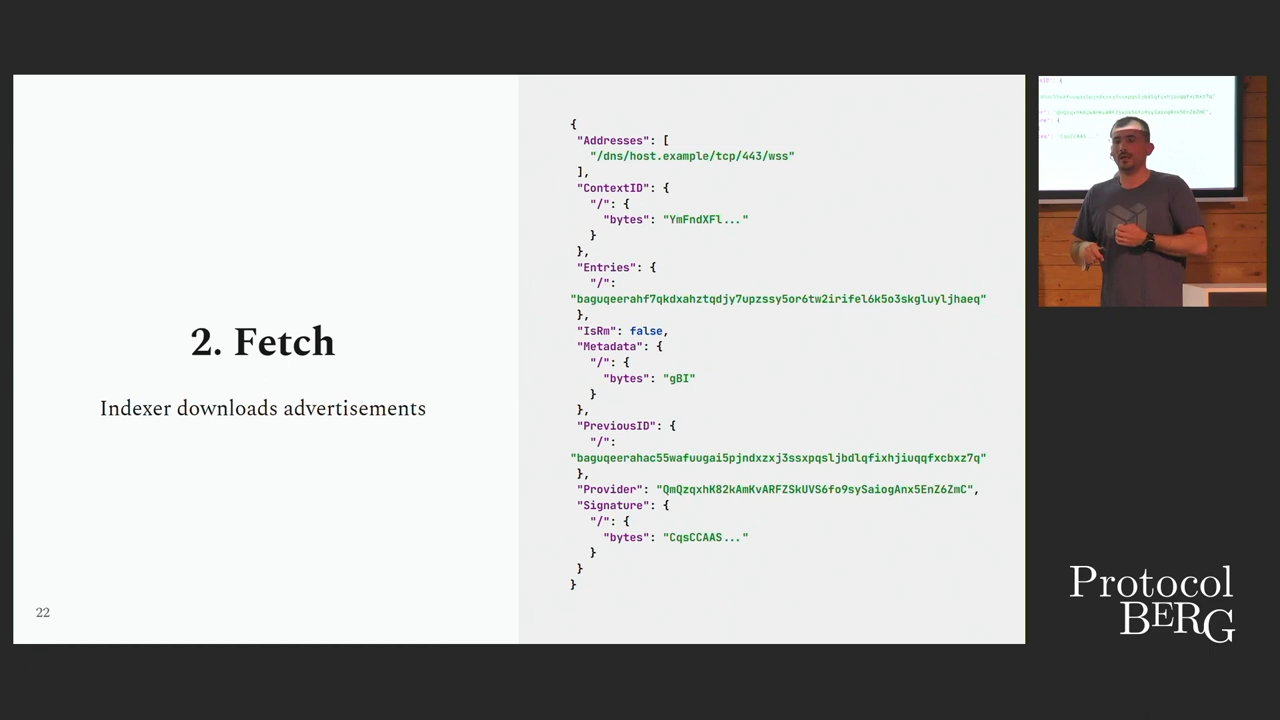 2. Fetch
Indexer downloads advertisements
22
{
"Addresses": [
"/dns/host.example/tcp/443/wss"
],
"ContextID": {
"/": {
"bytes": "YmFndXFl..."
}
},
"Entries": {
"/":
"baguqeerahf7qkdxahztqdjy7upzssy5or6tw2irifel6k5o3skgluyljhaeq"
},
"IsRm": false,
"Metadata": {
"/": {
"bytes": "gBI"
}
},
"PreviousID": {
"/":
"baguqeerahac55wafuugai5pjndxzxj3ssxpqsljbdlqfixhjiuqqfxcbxz7q"
},
"Provider": "QmQzqxhK82kAmKvARFZSkUVS6fo9sySaiogAnx5EnZ6ZmC",
"Signature": {
"/": {
"bytes": "CqsCCAAS..."
}
}
}
Protocol
BERG